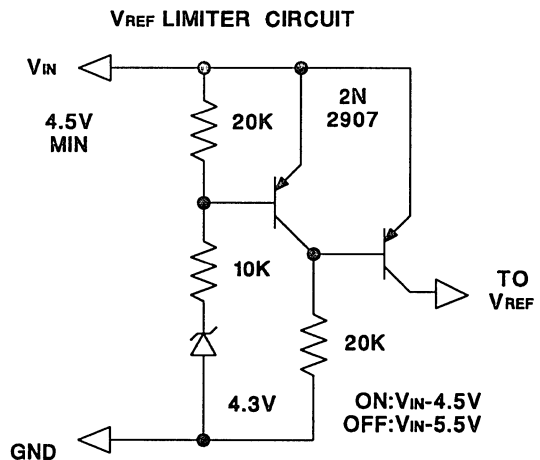 VREF LIMITER CIRCUIT
VIN
4.5V
MIN
20K
2N
2907
10K
TO
VREF
20K
4.3V
ON:VIN-4.5V
OFF:VIN-5.5V
GND